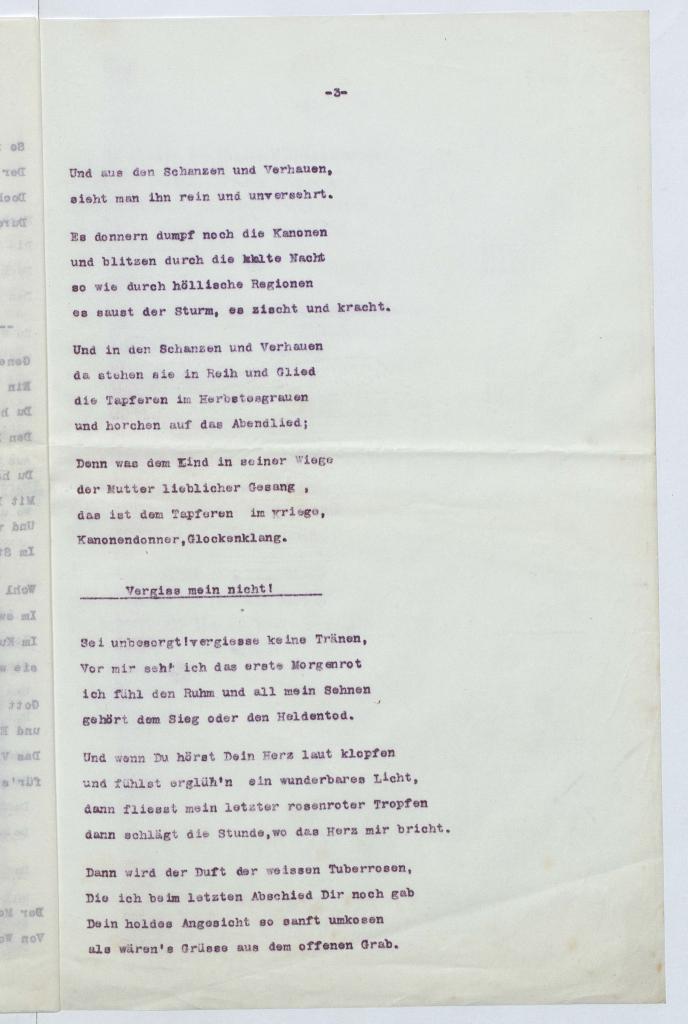 -3-
Und aus den Schanzen und Verhauen,
sieht man ihn rein und unversehrt.
Es donnern dumpf noch die Kanonen
und blitzen durch die kalte Nacht
so wie durch höllische Regionen
es saust der Sturm, es zischt und kracht.
Und in den Schanzen und Verhauen
da stehen sie in Reih und Glied
die Tapferen im Herbstesgrauen
und horchen auf das Abendlied;
Denn was dem Kind in seiner Wiege
der Mutter lieblicher Gesang ,
das ist dem Tapferen im Kriege,
Kanonendonner,Glockenklang.
Vergiss mein nicht!
Sei unbesorgt!vergiesse keine Tränen,
Vor mir seh' ich das erste Morgenrot
ich fühl den Ruhm und all mein Sehnen
gehört dem Sieg oder den Heldentod.
Und wenn Du hörst Dein Herz laut klopfen
und fühlst erglüh'n ein wunderbares Licht,
dann fliesst mein letzter rosenroter Tropfen
dann schlägt die Stunde,wo das Herz mir bricht.
Dann wird der Duft der weissen Tuberrosen,
Die ich beim letzten Abschied Dir noch gab
Dein holdes Angesicht so sanft umkosen
als wären's Grüsse aus dem offenen Grab.